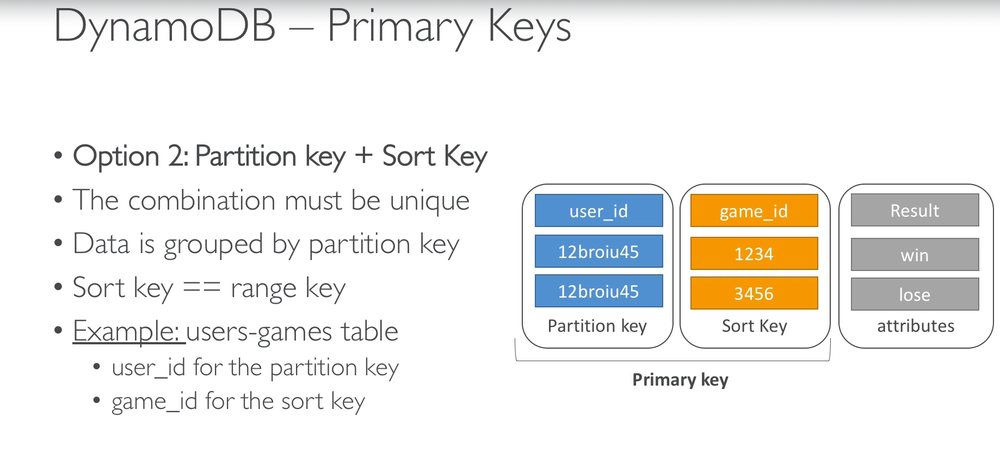 DynamoDB – Primary Keys
• Option 2: Partition key + Sort Key
• The combination must be unique
• Data is grouped by partition key
• Sort key == range key
• Example: users-games table
• user_id for the partition key
• game_id for the sort key
user_id game_id Result
12broiu45 1234 win
12broiu45 3456 lose
Partition key Sort Key attributes
Primary key